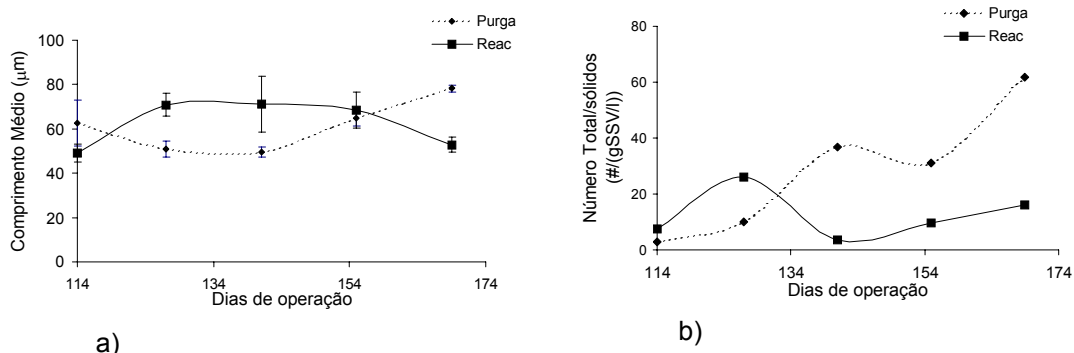 Purga
Reac
Comprimento Médio (μm)
100
80
60
40
20
0
114
134
154
174
Dias de operação
a)
Purga
Reac
Número Total/sólidos
(#/(gSSV/l))
80
60
40
20
0
114
134
154
174
Dias de operação
b)